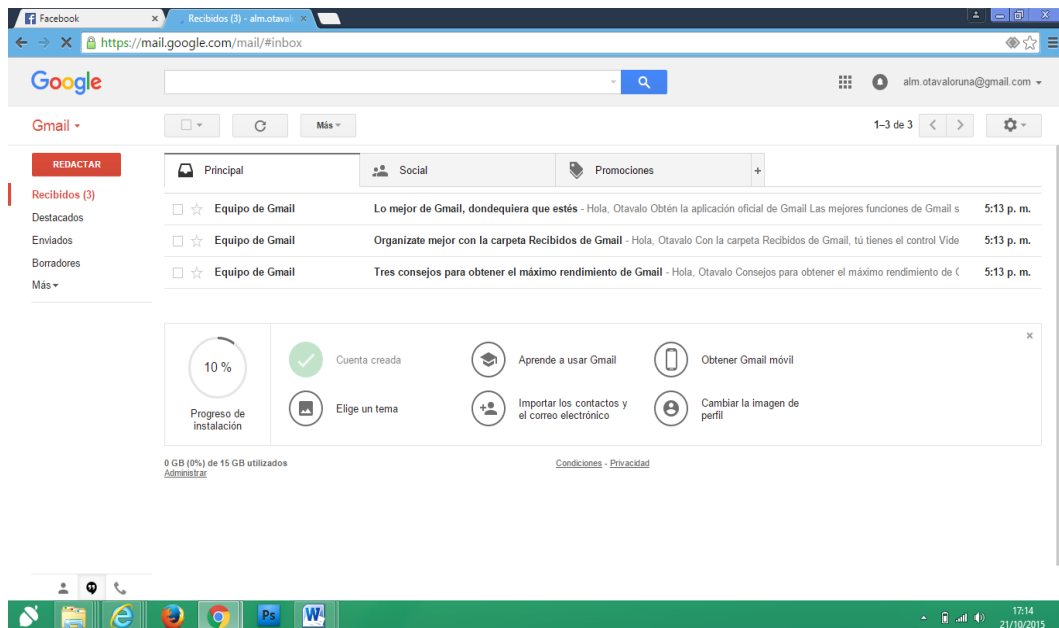 Facebook
Recibidos (3) - alm.otaval
https://mail.google.com/mail/#inbox
Google
alm.otavaloruna@gmail.com
Gmail
Más
1–3 de 3
REDACTAR
Principal
Social
Promociones
+
Recibidos (3)
Destacados
Enviados
Borradores
Más
Equipo de Gmail Lo mejor de Gmail, dondequiera que estés - Hola, Otavalo Obtén la aplicación oficial de Gmail Las mejores funciones de Gmail s 5:13 p. m.
Equipo de Gmail Organízate mejor con la carpeta Recibidos de Gmail - Hola, Otavalo Con la carpeta Recibidos de Gmail, tú tienes el control Vide 5:13 p. m.
Equipo de Gmail Tres consejos para obtener el máximo rendimiento de Gmail - Hola, Otavalo Consejos para obtener el máximo rendimiento de 5:13 p. m.
10 %
Progreso de
instalación
Cuenta creada
Aprende a usar Gmail
Obtener Gmail móvil
Elige un tema
Importar los contactos y
el correo electrónico
Cambiar la imagen de
perfil
0 GB (0%) de 15 GB utilizados
Administrar
Condiciones - Privacidad
Ps
W
17:14
21/10/2015